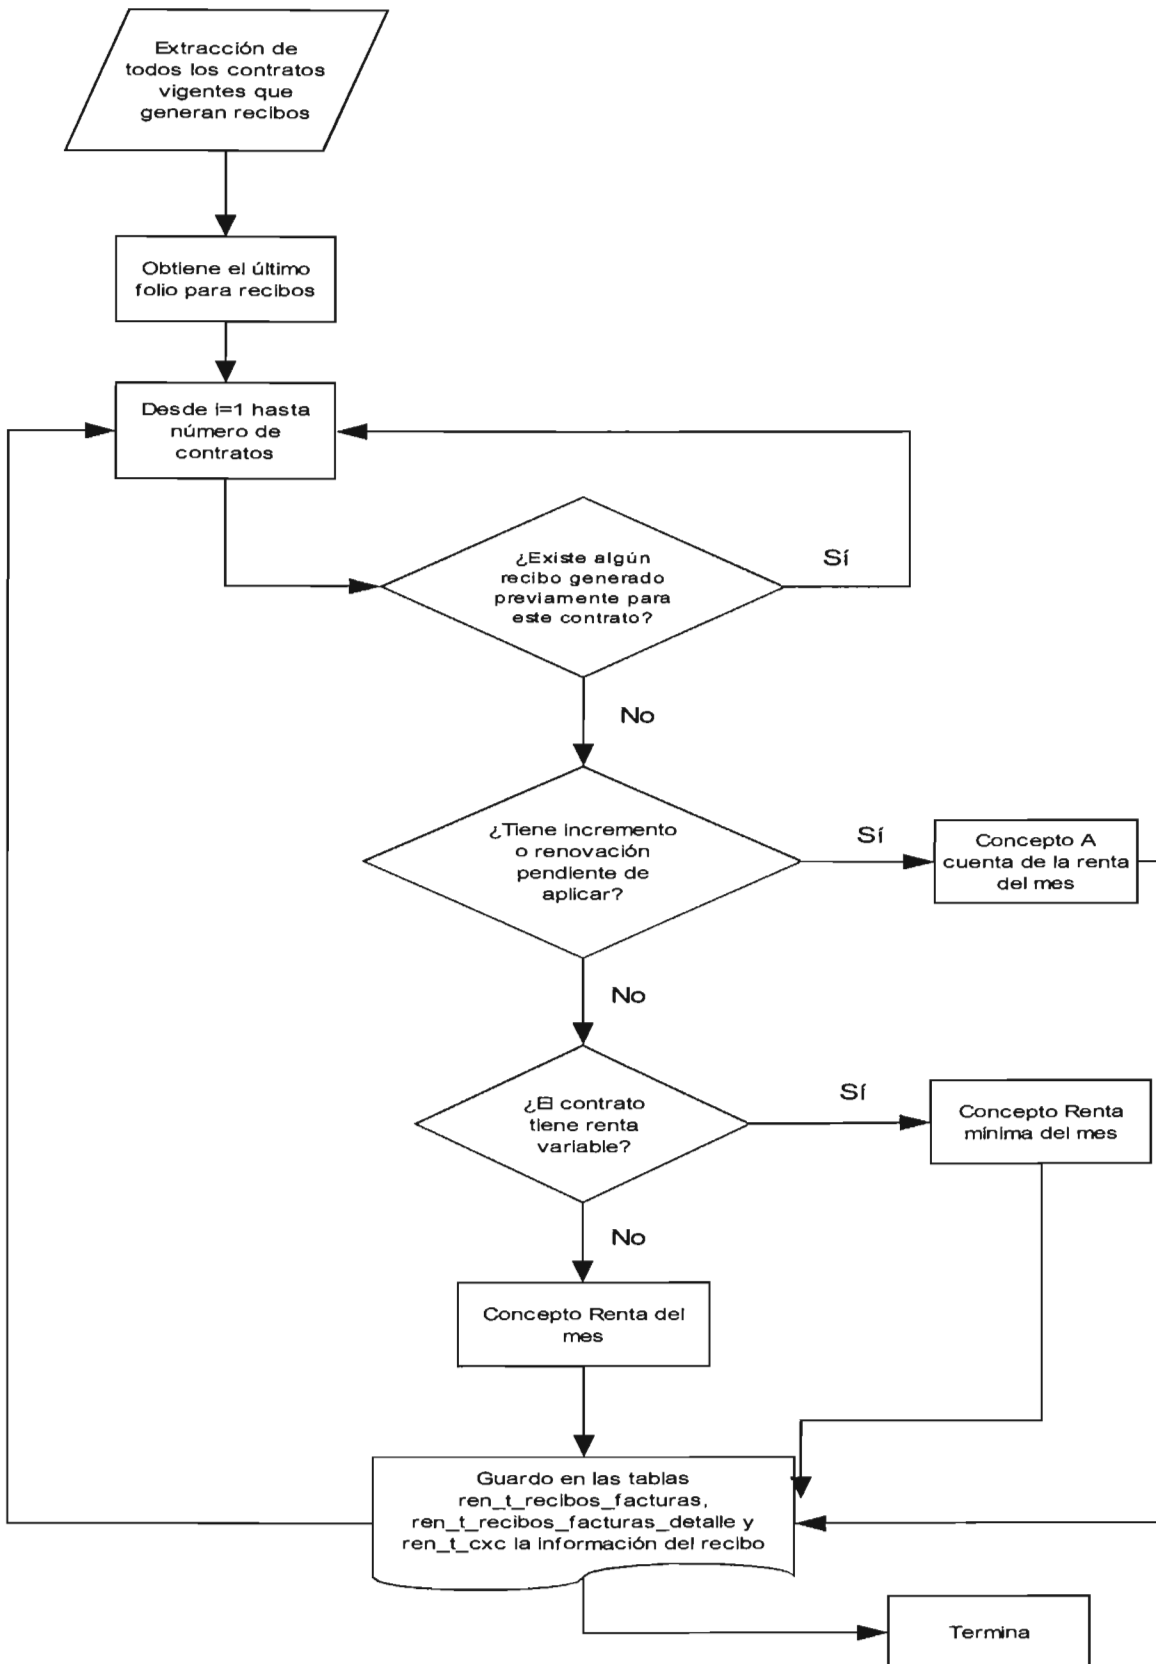 Extracción de
todos los contratos
vigentes que
generan recibos
Obtiene el último
folio para recibos
Desde i=1 hasta
número de
contratos
¿Existe algún
recibo generado
previamente para
este contrato?
Sí
No
¿Tiene incremento
o renovación
pendiente de
aplicar?
Sí
Concepto A
cuenta de la renta
del mes
No
¿El contrato
tiene renta
variable?
Sí
Concepto Renta
mínima del mes
No
Concepto Renta del
mes
Guardo en las tablas
ren_t_recibos_facturas,
ren_t_recibos_facturas_detalle y
ren_t_cxc la información del recibo
Termina